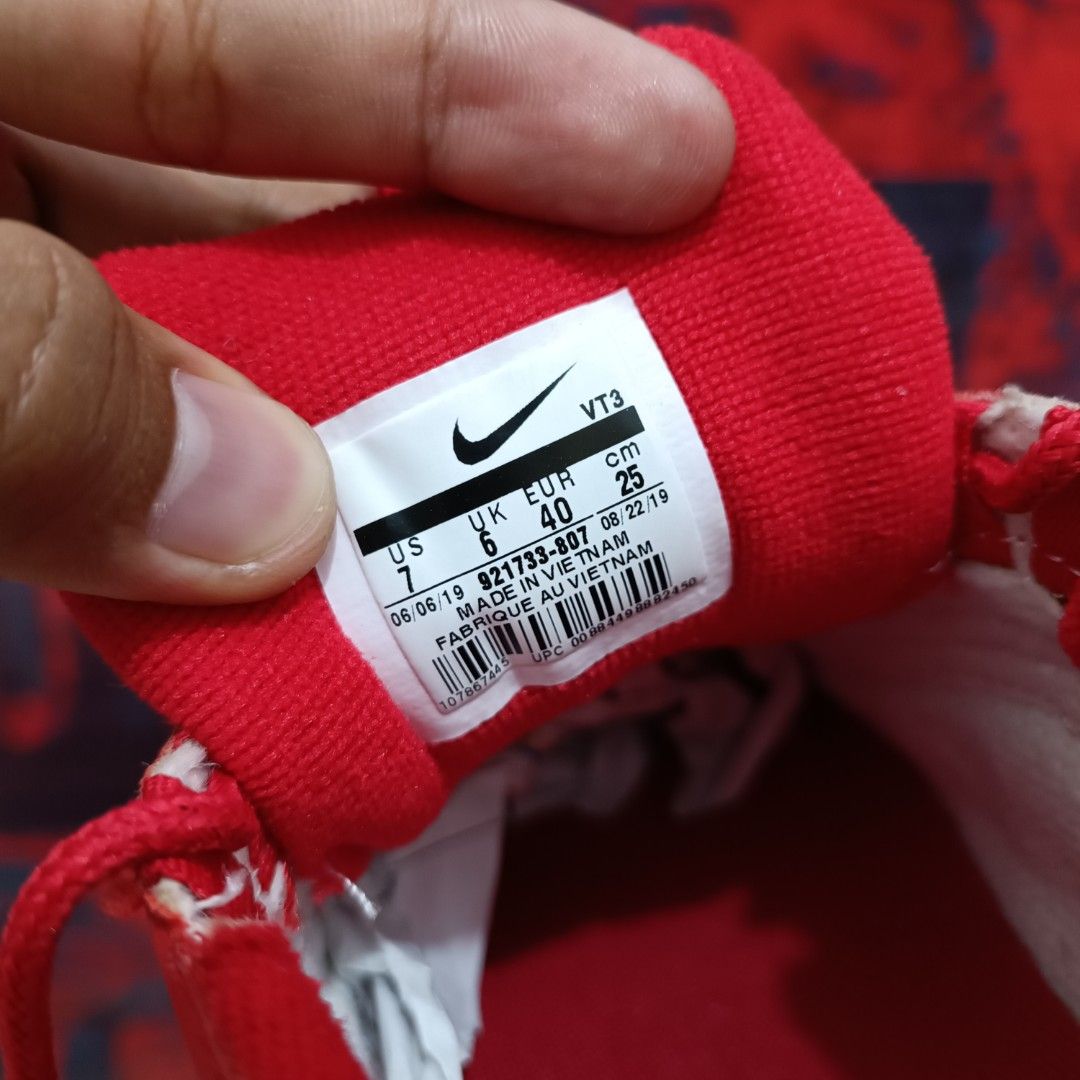 VT3
US UK EUR cm
7 6 40 25
06/06/19 921733-807 08/22/19
MADE IN VIETNAM
FABRIQUE AU VIETNAM
1078674445 UPC 00884498882450